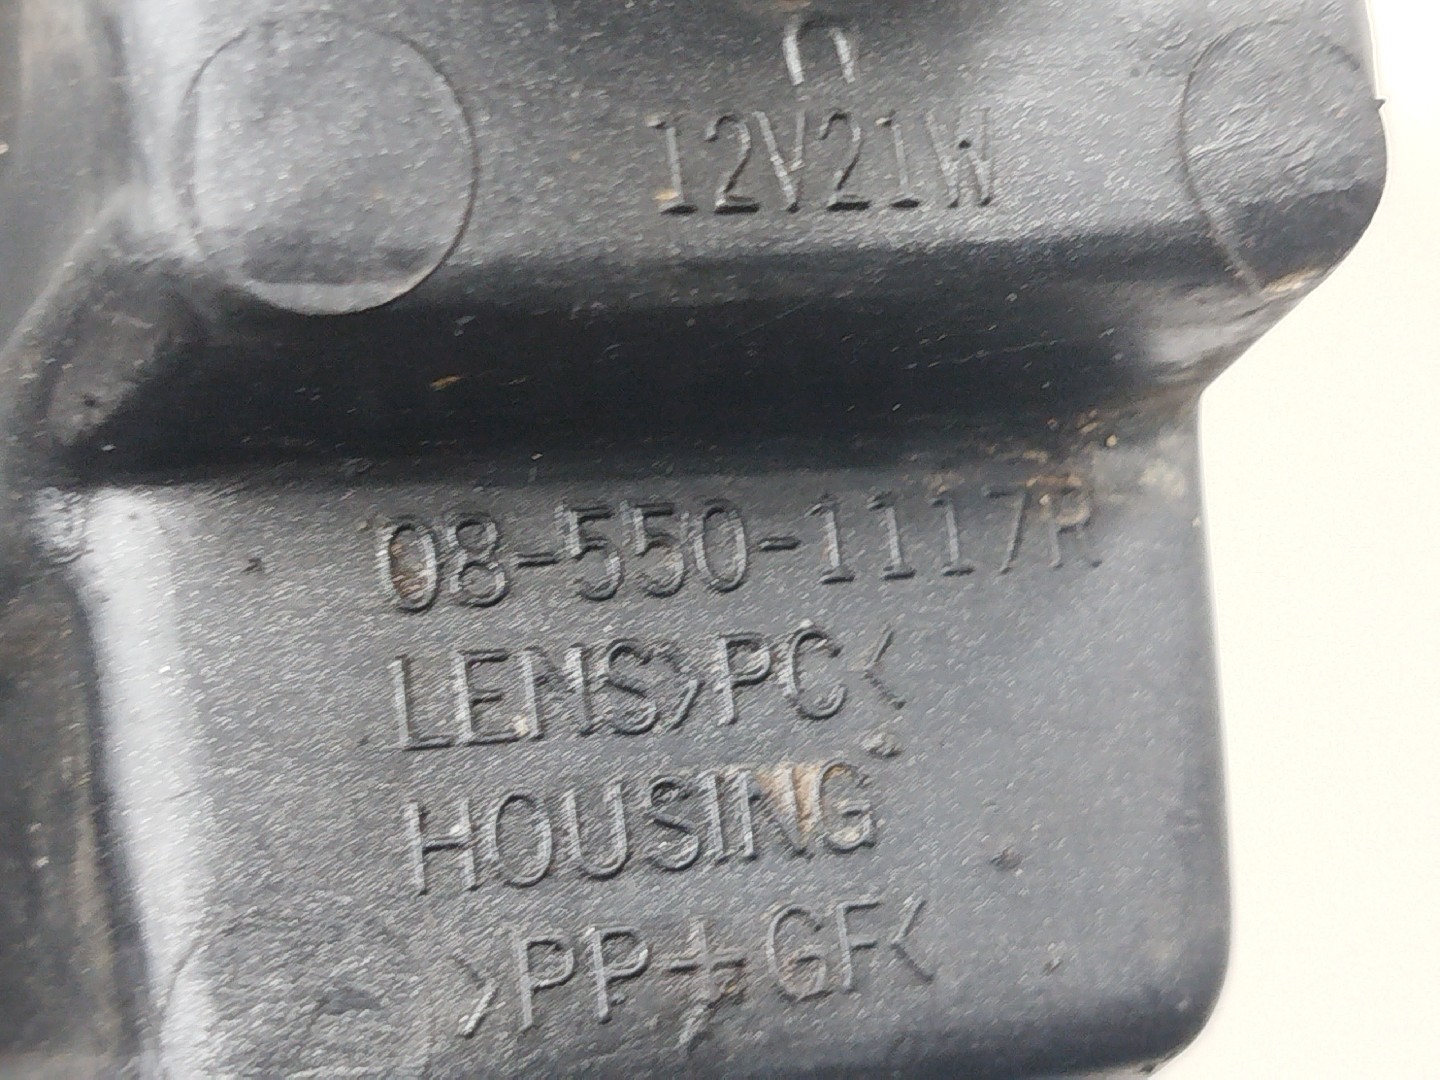 12V21W
08-550-1117R
LENS>PC<
HOUSING
>PP+GF<